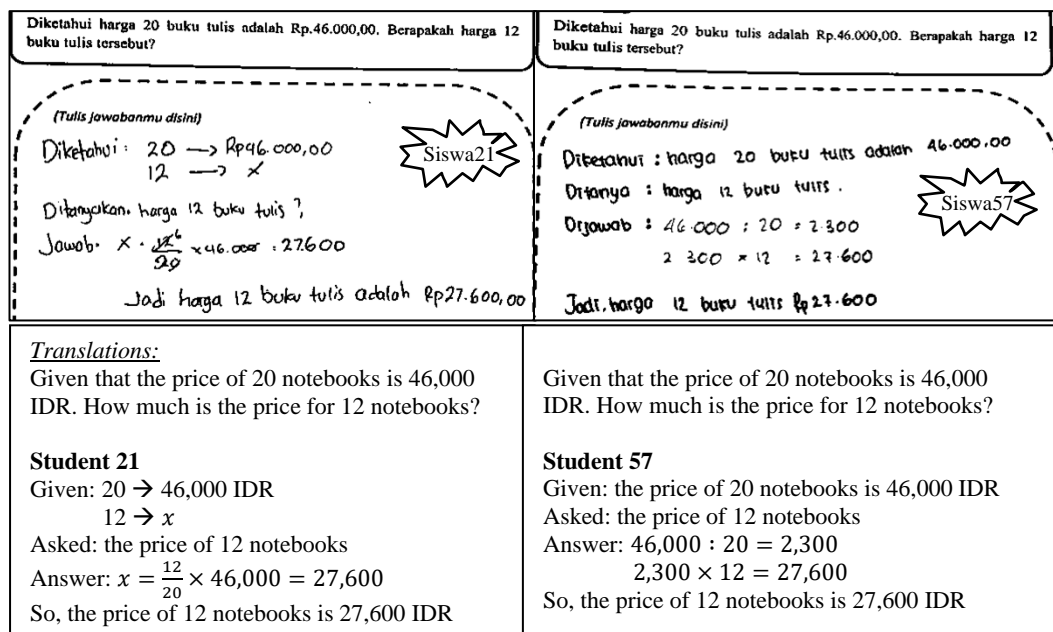 Diketahui harga 20 buku tulis adalah Rp.46.000,00. Berapakah harga 12
buku tulis tersebut?
(Tulis jawabanmu disini)
Diketahui : 20 → Rp46.000,00
12 → x
Siswa21
Ditanyakan. harga 12 buku tulis ?,
Jawab. x . 12 6 / 20 x 46.000 = 27.600
Jadi harga 12 buku tulis adalah Rp27.600,00
Diketahui harga 20 buku tulis adalah Rp.46.000,00. Berapakah harga 12
buku tulis tersebut?
(Tulis jawabanmu disini)
Diketahui : harga 20 buku tulis adalah 46.000,00
Ditanya : harga 12 buku tulis.
Siswa57
Dijawab : 46.000 : 20 = 2.300
2 300 × 12 = 27.600
Jadi, harga 12 buku tulis Rp 27.600
Translations:
Given that the price of 20 notebooks is 46,000
IDR. How much is the price for 12 notebooks?
Student 21
Given: 20 → 46,000 IDR
12 → x
Asked: the price of 12 notebooks
Answer: x = 12/20 × 46,000 = 27,600
So, the price of 12 notebooks is 27,600 IDR
Given that the price of 20 notebooks is 46,000
IDR. How much is the price for 12 notebooks?
Student 57
Given: the price of 20 notebooks is 46,000 IDR
Asked: the price of 12 notebooks
Answer: 46,000 : 20 = 2,300
2,300 × 12 = 27,600
So, the price of 12 notebooks is 27,600 IDR